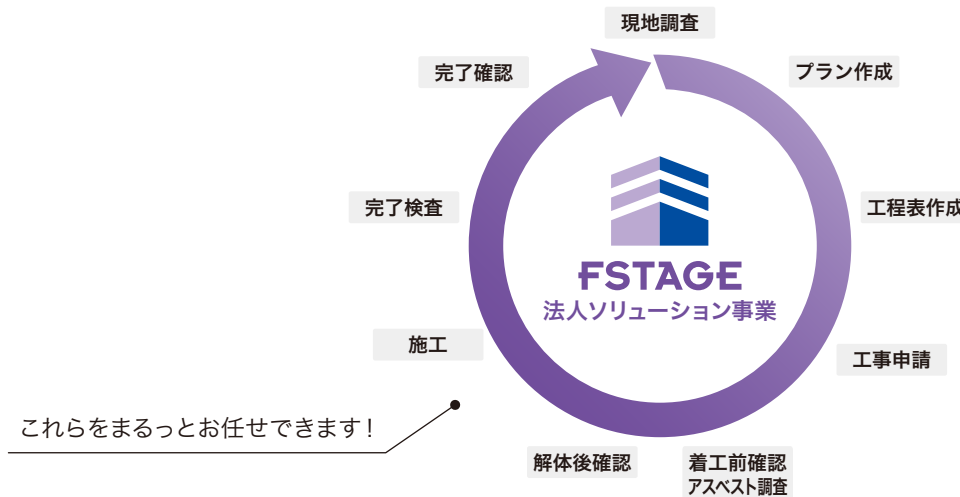 現地調査
プラン作成
工程表作成
工事申請
着工前確認
アスベスト調査
解体後確認
施工
完了検査
完了確認
FSTAGE
法人ソリューション事業
これらをまるっとお任せできます！